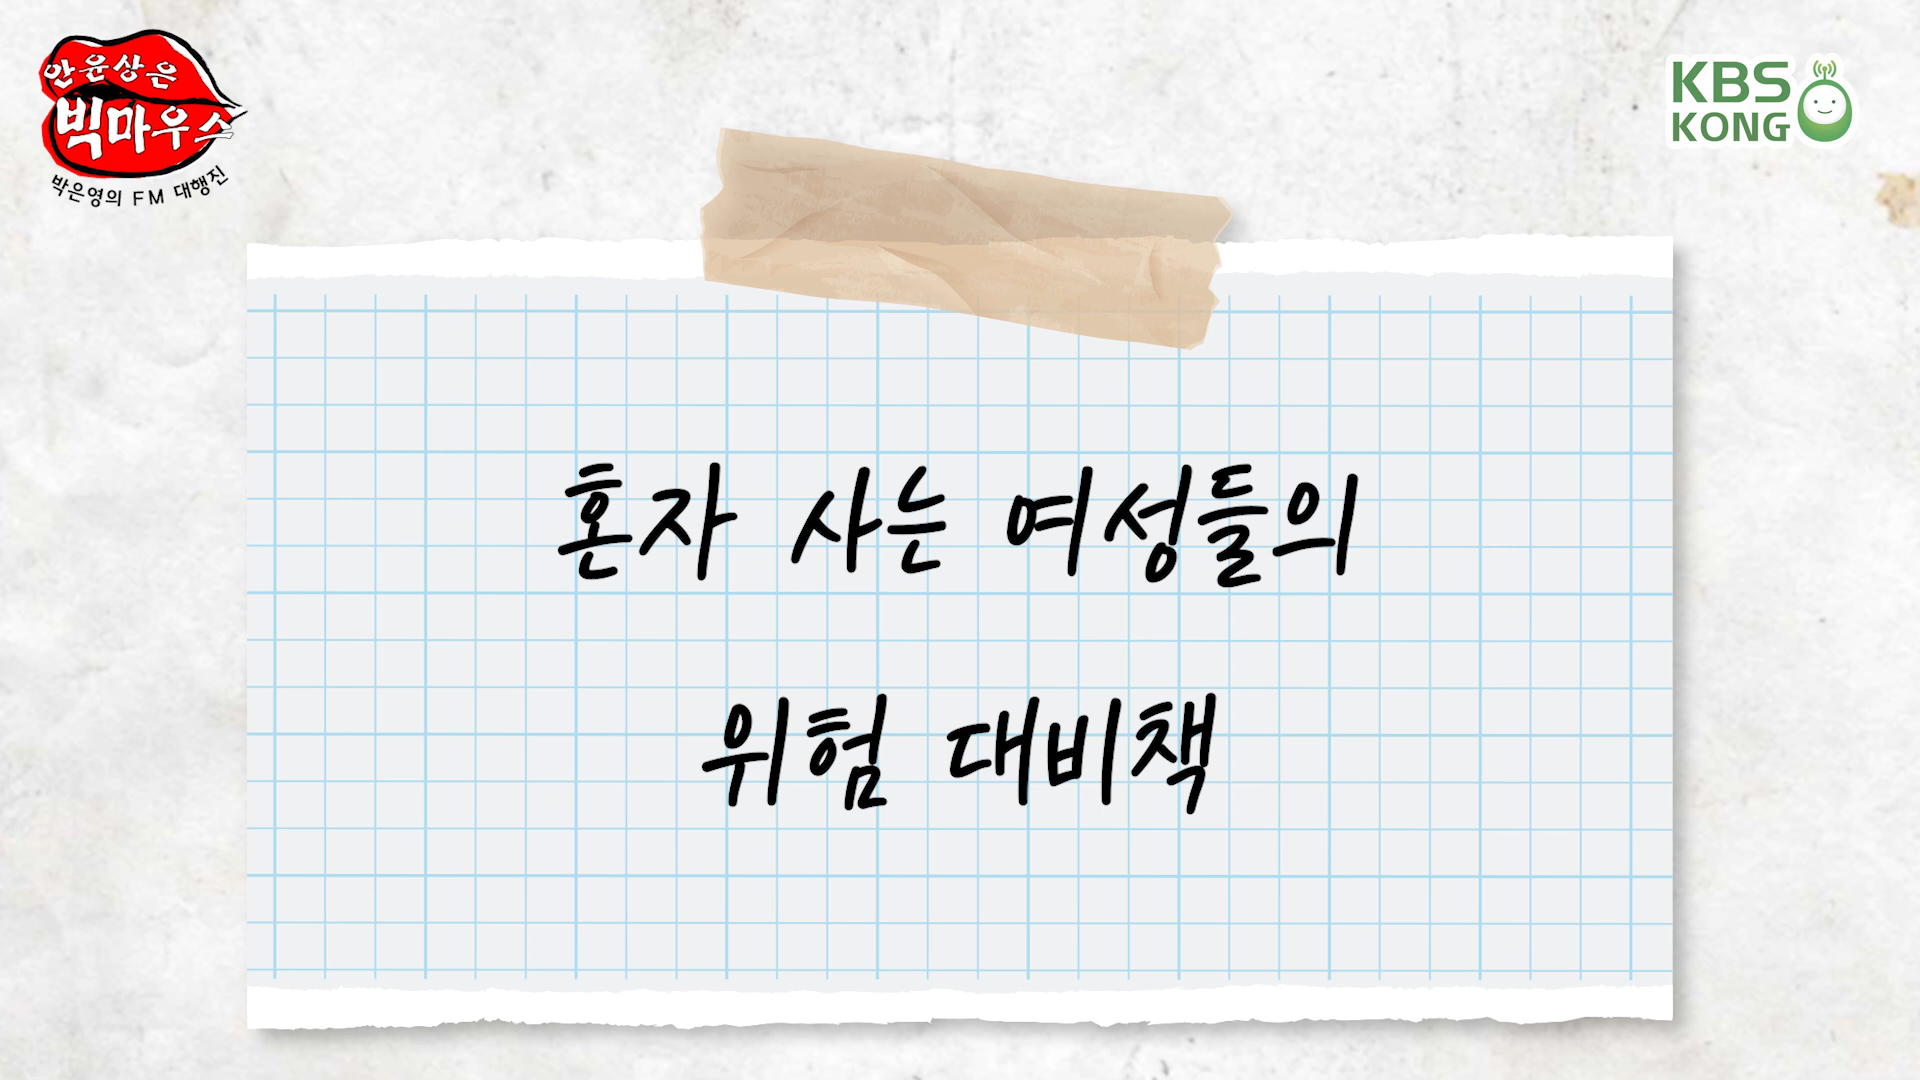 안윤상은
빅마우스
박은영의 FM 대행진
KBS
KONG
혼자 사는 여성들의
위험 대비책